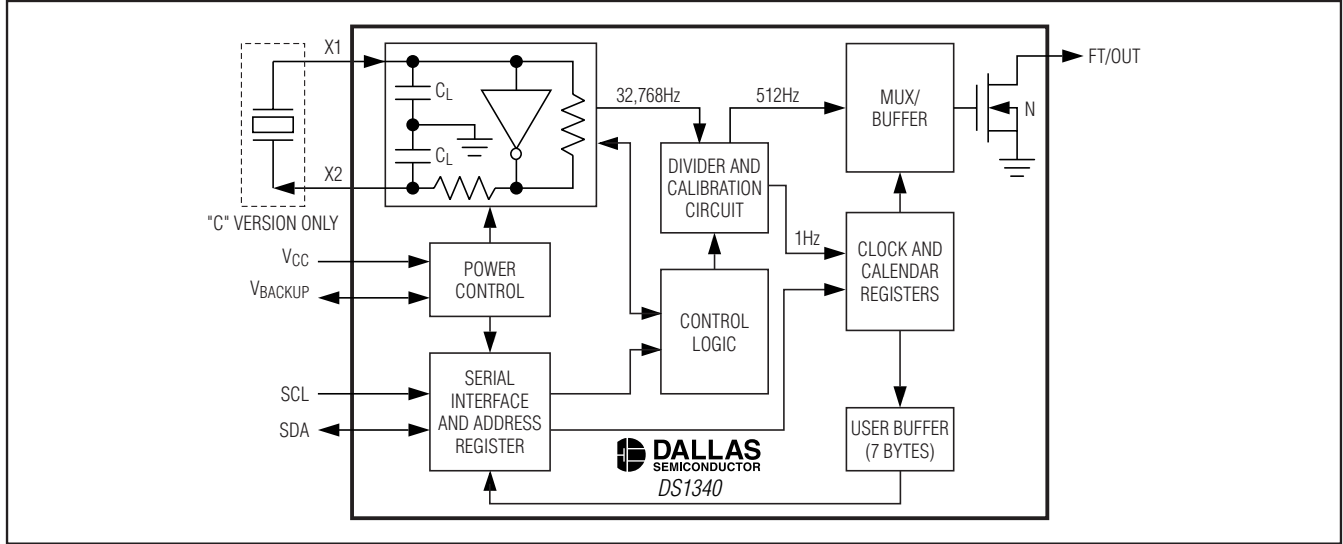 X1
X2
"C" VERSION ONLY
CL
CL
32,768Hz
512Hz
DIVIDER AND
CALIBRATION
CIRCUIT
MUX/
BUFFER
N
FT/OUT
1Hz
CLOCK AND
CALENDAR
REGISTERS
VCC
VBACKUP
POWER
CONTROL
CONTROL
LOGIC
SCL
SDA
SERIAL
INTERFACE
AND ADDRESS
REGISTER
USER BUFFER
(7 BYTES)
DALLAS
SEMICONDUCTOR
DS1340